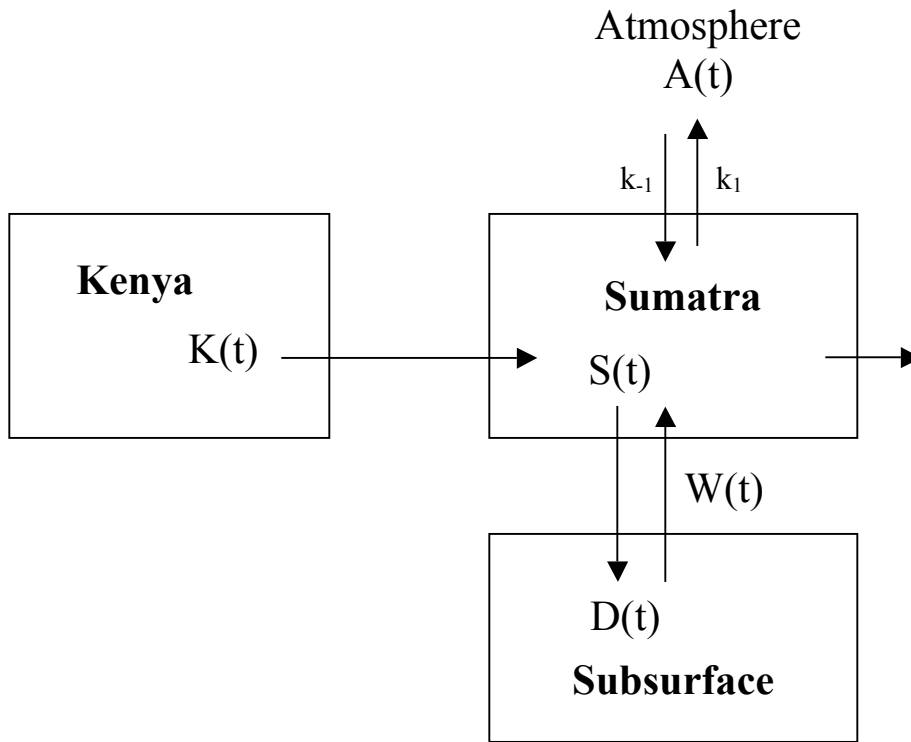 Atmosphere
A(t)
k-1 k1
Kenya
Sumatra
K(t)
S(t)
W(t)
D(t)
Subsurface